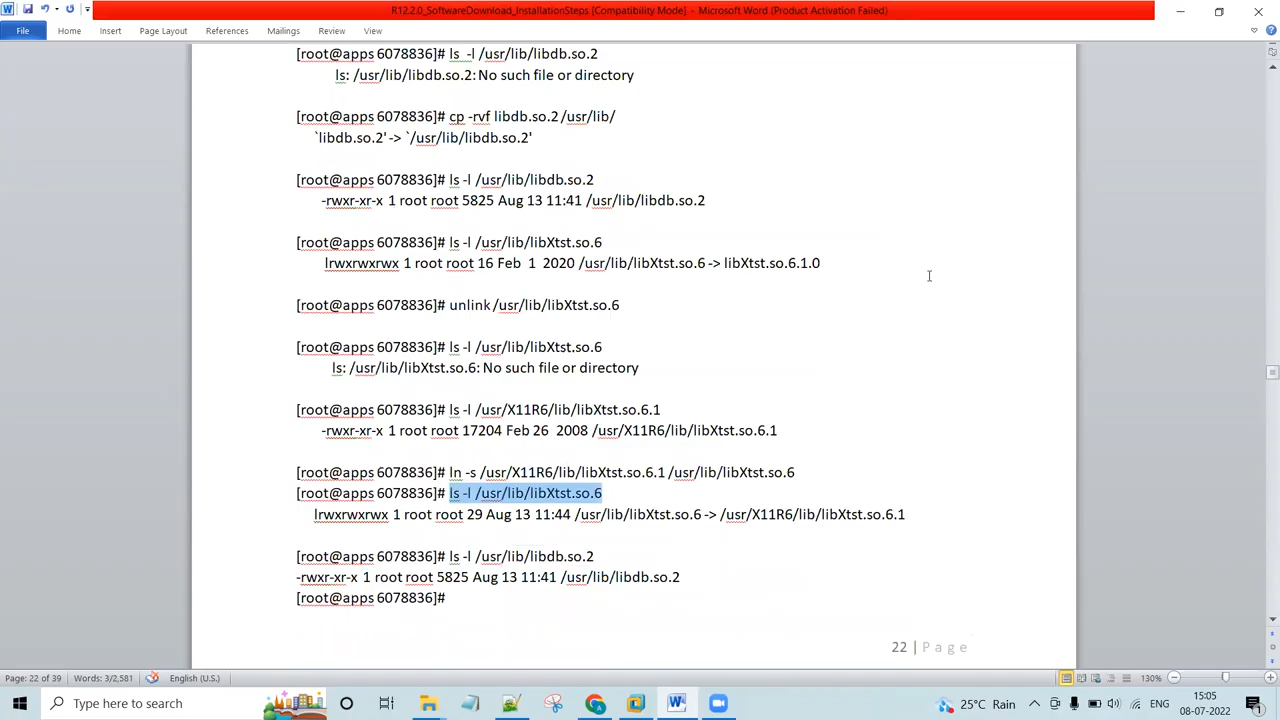 R12.2.0_SoftwareDownload_InstallationSteps [Compatibility Mode] - Microsoft Word (Product Activation Failed)
File Home Insert Page Layout References Mailings Review View
[root@apps 6078836]# ls -l /usr/lib/libdb.so.2
ls: /usr/lib/libdb.so.2: No such file or directory
[root@apps 6078836]# cp -rvf libdb.so.2 /usr/lib/
`libdb.so.2' -> `/usr/lib/libdb.so.2'
[root@apps 6078836]# ls -l /usr/lib/libdb.so.2
-rwxr-xr-x 1 root root 5825 Aug 13 11:41 /usr/lib/libdb.so.2
[root@apps 6078836]# ls -l /usr/lib/libXtst.so.6
lrwxrwxrwx 1 root root 16 Feb 1 2020 /usr/lib/libXtst.so.6 -> libXtst.so.6.1.0
[root@apps 6078836]# unlink /usr/lib/libXtst.so.6
[root@apps 6078836]# ls -l /usr/lib/libXtst.so.6
ls: /usr/lib/libXtst.so.6: No such file or directory
[root@apps 6078836]# ls -l /usr/X11R6/lib/libXtst.so.6.1
-rwxr-xr-x 1 root root 17204 Feb 26 2008 /usr/X11R6/lib/libXtst.so.6.1
[root@apps 6078836]# ln -s /usr/X11R6/lib/libXtst.so.6.1 /usr/lib/libXtst.so.6
[root@apps 6078836]# ls -l /usr/lib/libXtst.so.6
lrwxrwxrwx 1 root root 29 Aug 13 11:44 /usr/lib/libXtst.so.6 -> /usr/X11R6/lib/libXtst.so.6.1
[root@apps 6078836]# ls -l /usr/lib/libdb.so.2
-rwxr-xr-x 1 root root 5825 Aug 13 11:41 /usr/lib/libdb.so.2
[root@apps 6078836]#
22 | Page
Page: 22 of 39 Words: 3/2,581 English (U.S.) 130%
Type here to search 25°C Rain ENG 15:05
08-07-2022